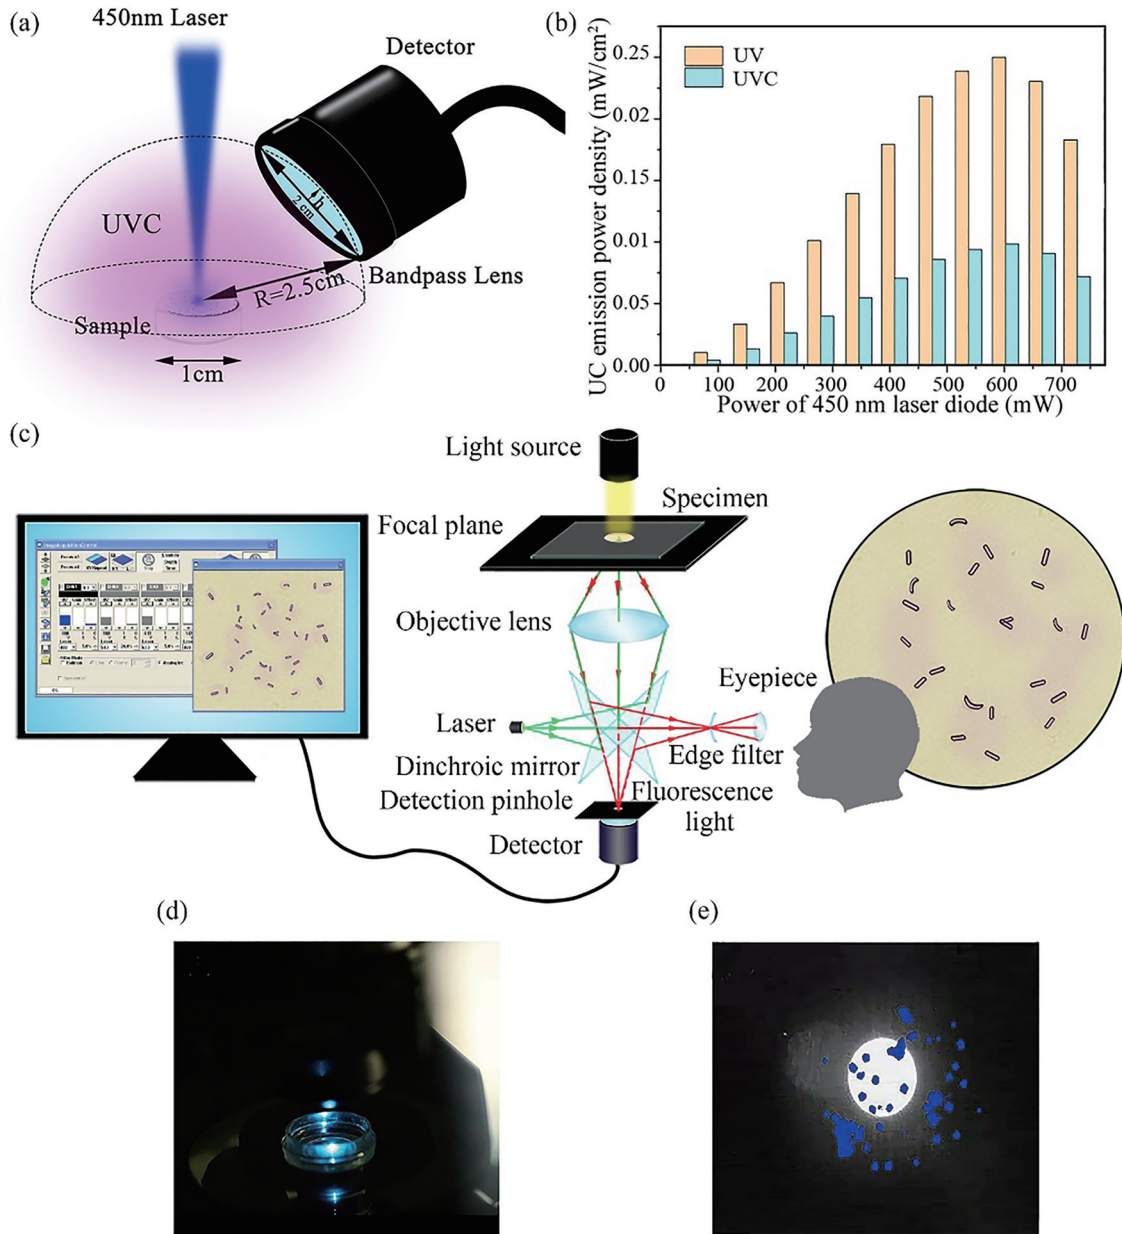 (a)
450nm Laser
Detector
UVC
h
2 cm
R=2.5cm
Bandpass Lens
Sample
1cm
(b)
UC emission power density (mW/cm²)
0.25
0.02
0.15
0.01
0.05
0.00
UV
UVC
0 100 200 300 400 500 600 700
Power of 450 nm laser diode (mW)
(c)
Light source
Specimen
Focal plane
Objective lens
Eyepiece
Laser
Edge filter
Dinchroic mirror
Detection pinhole
Fluorescence
light
Detector
(d)
(e)